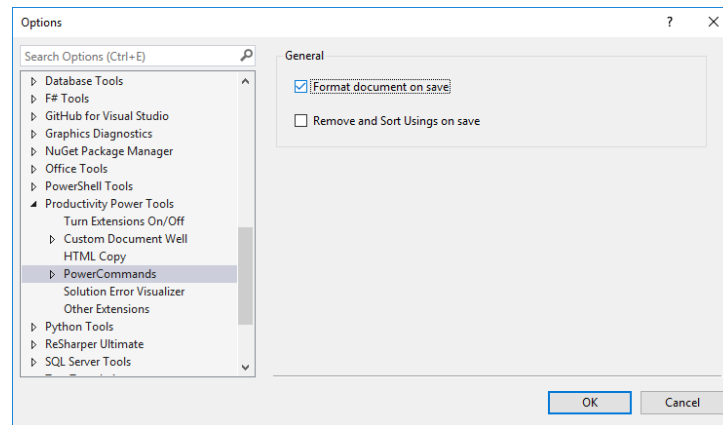 Options
?
Search Options (Ctrl+E)
Database Tools
F# Tools
GitHub for Visual Studio
Graphics Diagnostics
NuGet Package Manager
Office Tools
PowerShell Tools
Productivity Power Tools
Turn Extensions On/Off
Custom Document Well
HTML Copy
PowerCommands
Solution Error Visualizer
Other Extensions
Python Tools
ReSharper Ultimate
SQL Server Tools
General
Format document on save
Remove and Sort Usings on save
OK
Cancel